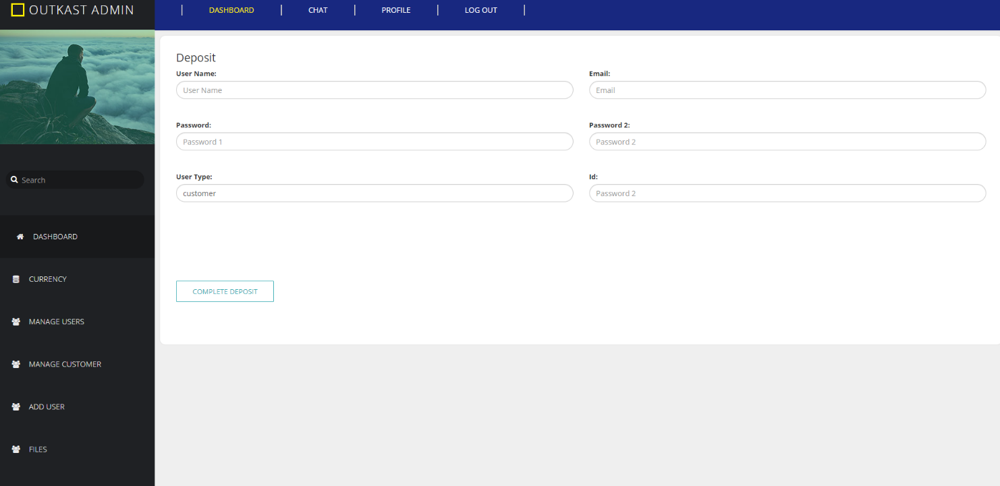 OUTKAST ADMIN
DASHBOARD
CHAT
PROFILE
LOG OUT
Search
DASHBOARD
CURRENCY
MANAGE USERS
MANAGE CUSTOMER
ADD USER
FILES
Deposit
User Name:
User Name
Email:
Email
Password:
Password 1
Password 2:
Password 2
User Type:
customer
Id:
Password 2
COMPLETE DEPOSIT